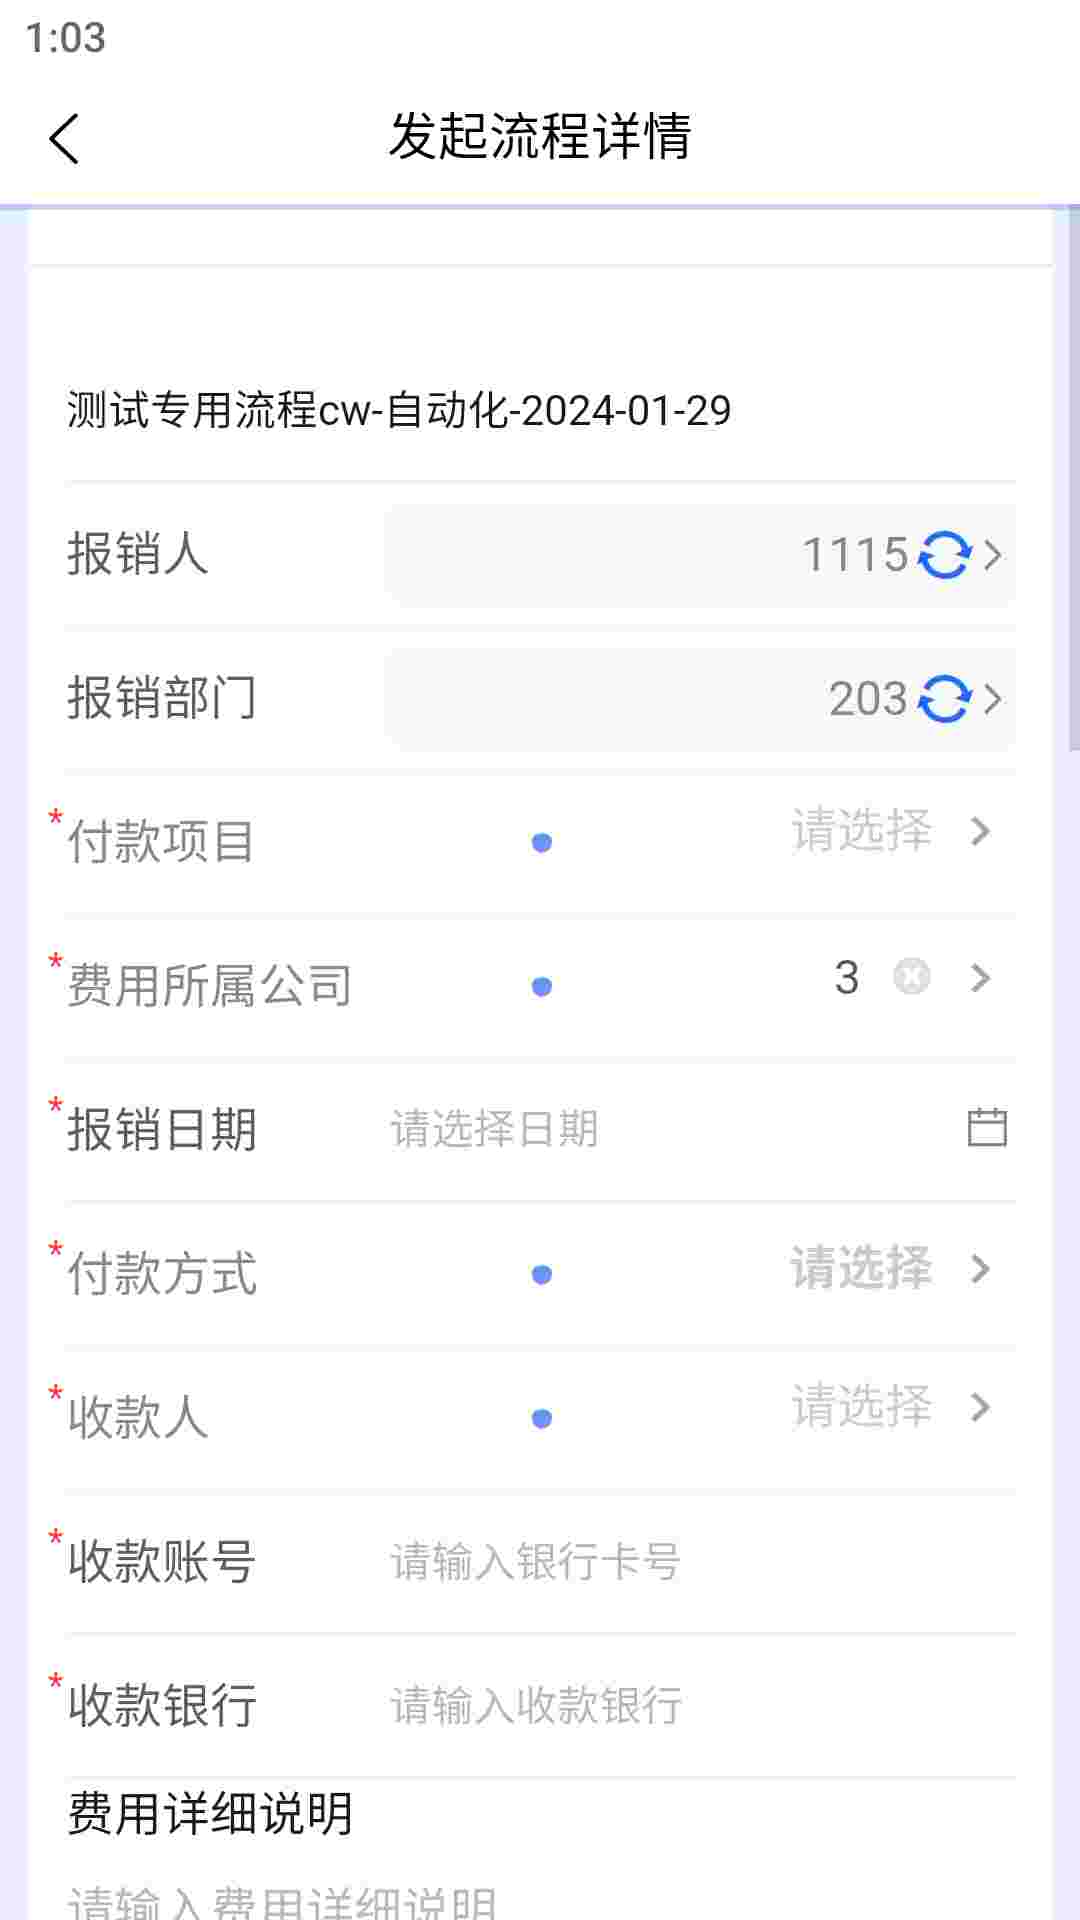 1:03
发起流程详情
测试专用流程cw-自动化-2024-01-29
报销人 1115
报销部门 203
*付款项目 请选择
*费用所属公司 3
*报销日期 请选择日期
*付款方式 请选择
*收款人 请选择
*收款账号 请输入银行卡号
*收款银行 请输入收款银行
费用详细说明
请输入费用详细说明